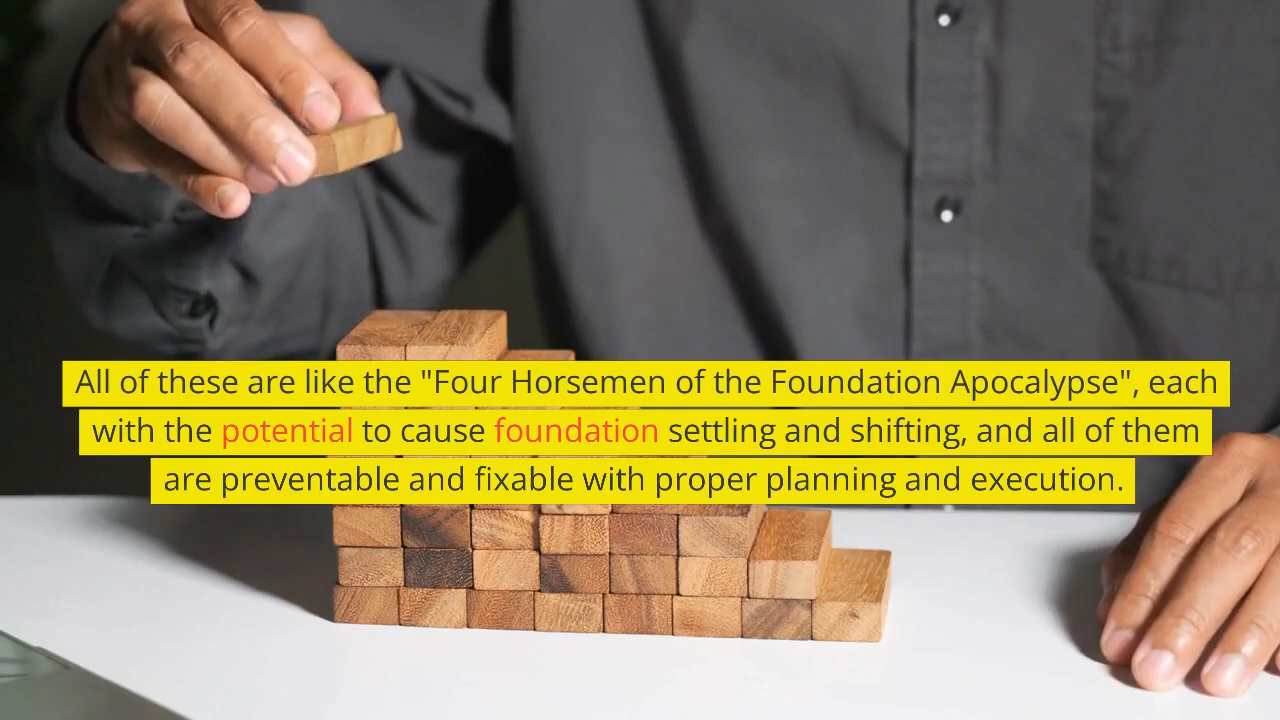 All of these are like the "Four Horsemen of the Foundation Apocalypse", each
with the potential to cause foundation settling and shifting, and all of them
are preventable and fixable with proper planning and execution.